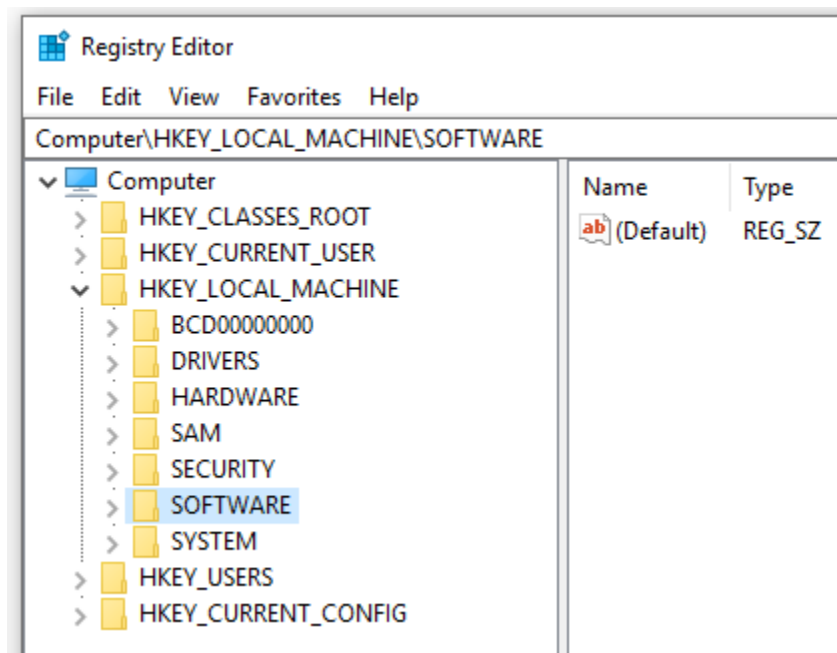 Registry Editor
File Edit View Favorites Help
Computer\HKEY_LOCAL_MACHINE\SOFTWARE
Computer
HKEY_CLASSES_ROOT
HKEY_CURRENT_USER
HKEY_LOCAL_MACHINE
BCD00000000
DRIVERS
HARDWARE
SAM
SECURITY
SOFTWARE
SYSTEM
HKEY_USERS
HKEY_CURRENT_CONFIG
Name Type
ab (Default) REG_SZ